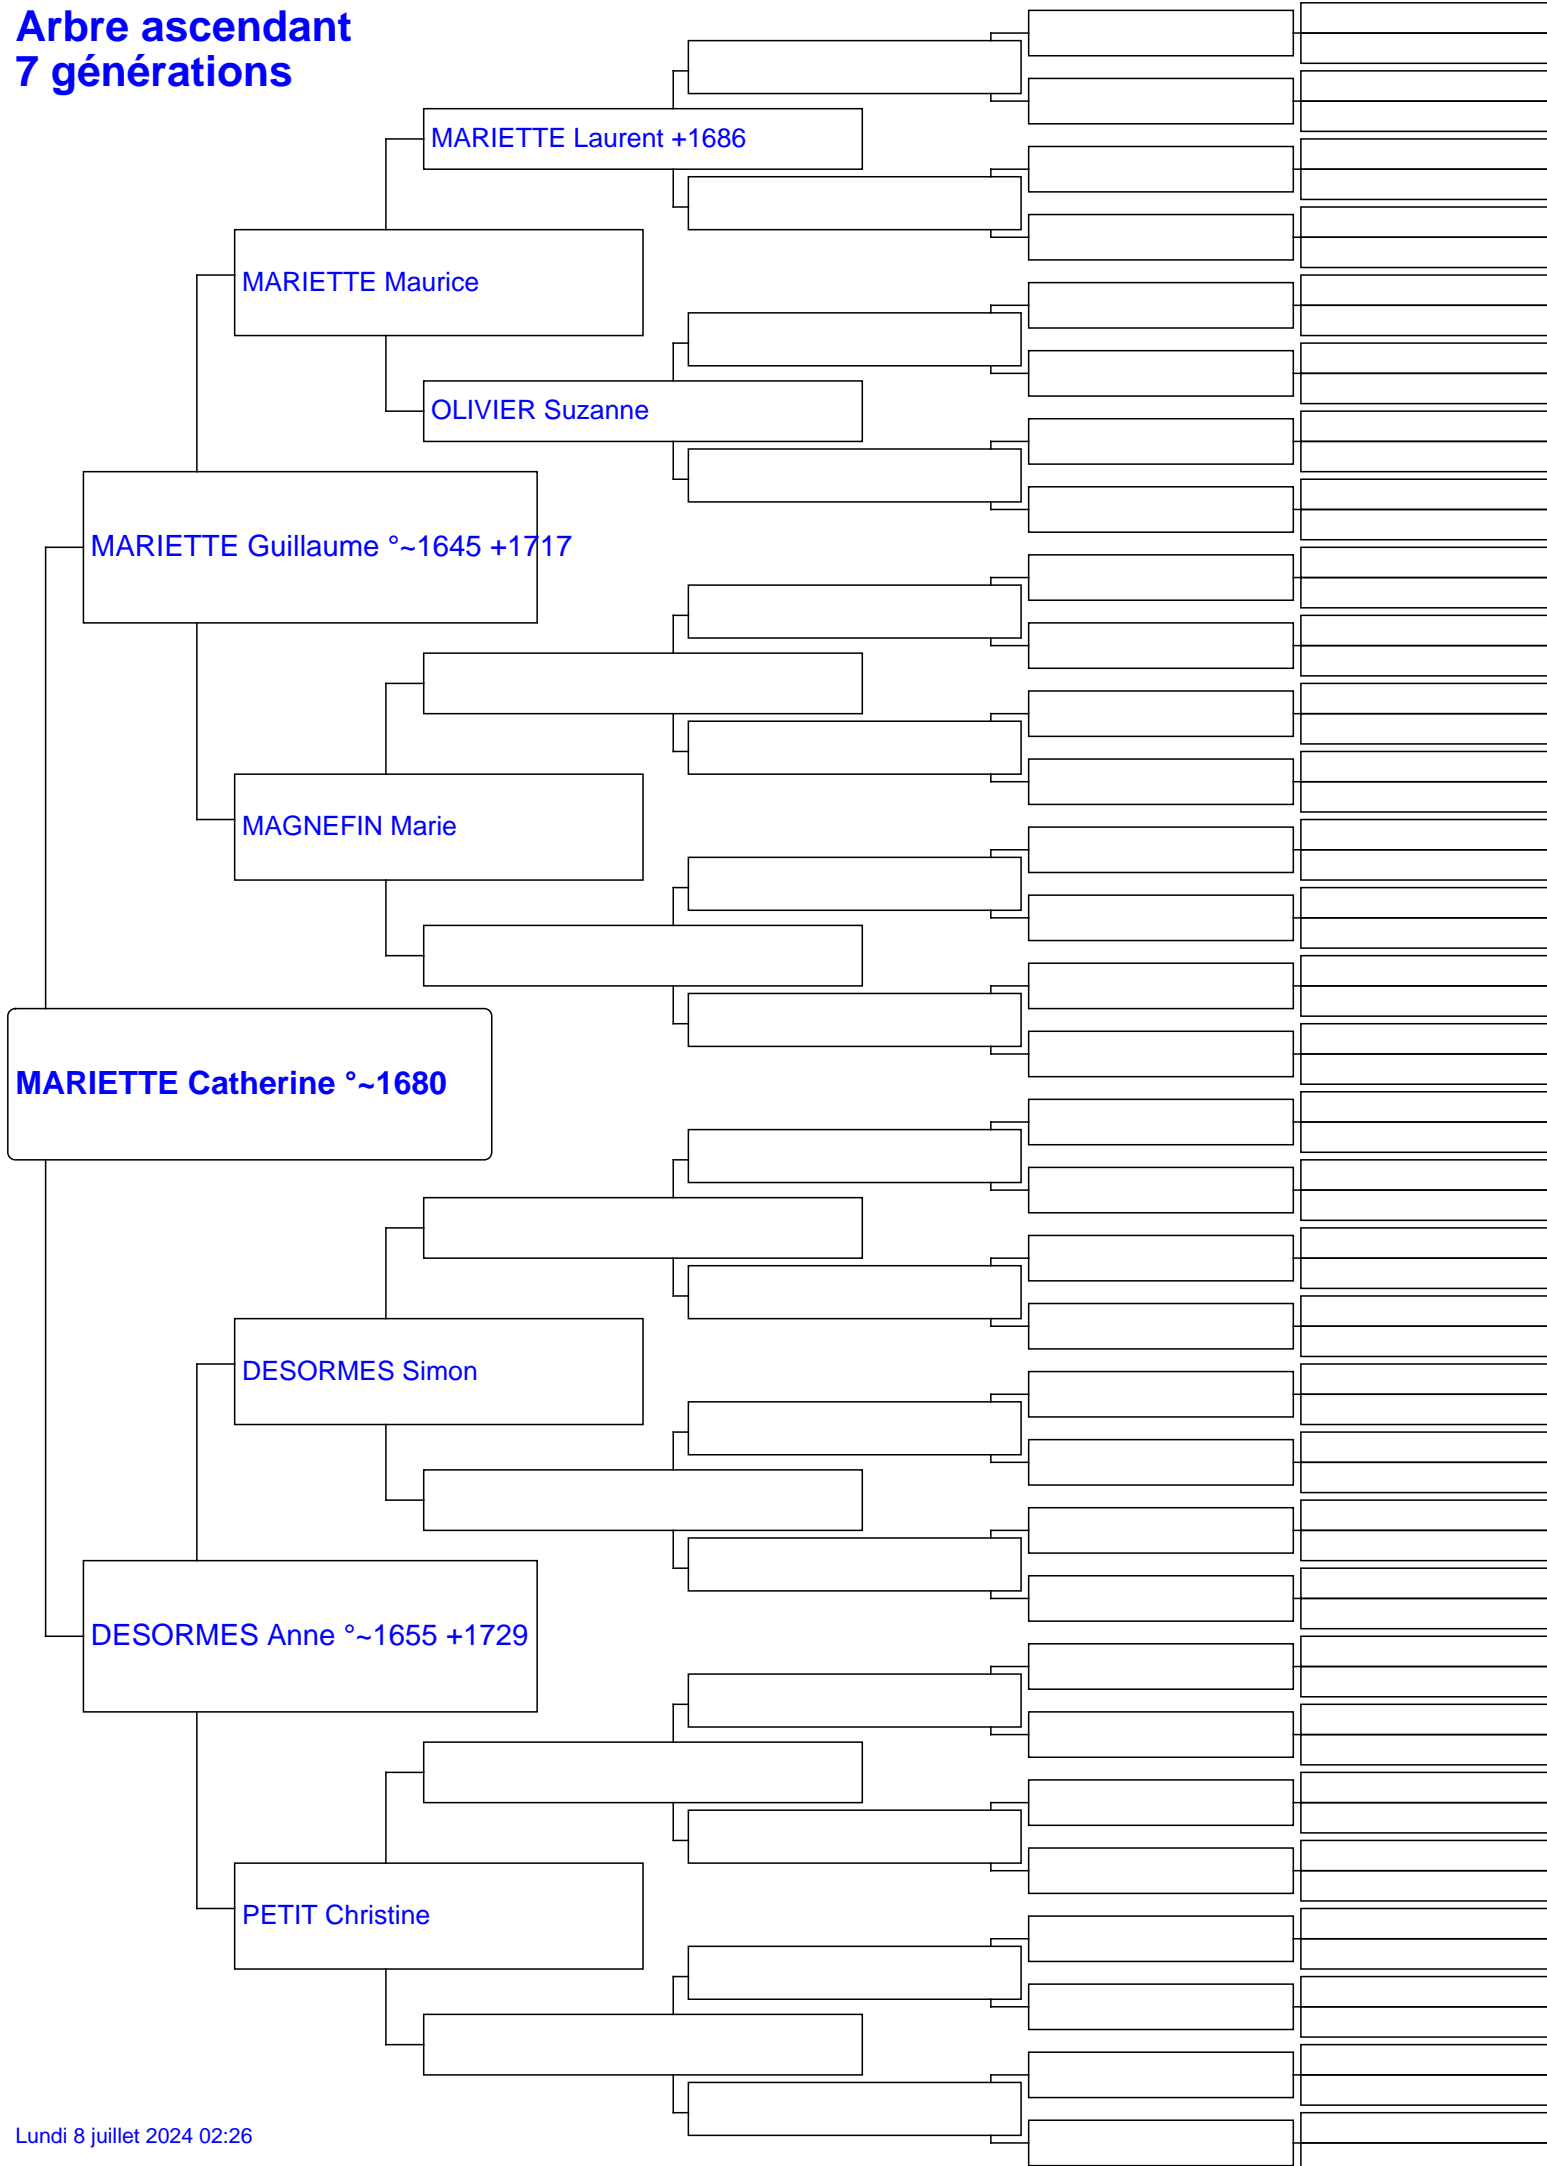 Arbre ascendant
7 générations
MARIETTE Laurent +1686
MARIETTE Maurice
OLIVIER Suzanne
MARIETTE Guillaume °~1645 +1717
MAGNEFIN Marie
MARIETTE Catherine °~1680
DESORMES Simon
DESORMES Anne °~1655 +1729
PETIT Christine
Lundi 8 juillet 2024 02:26